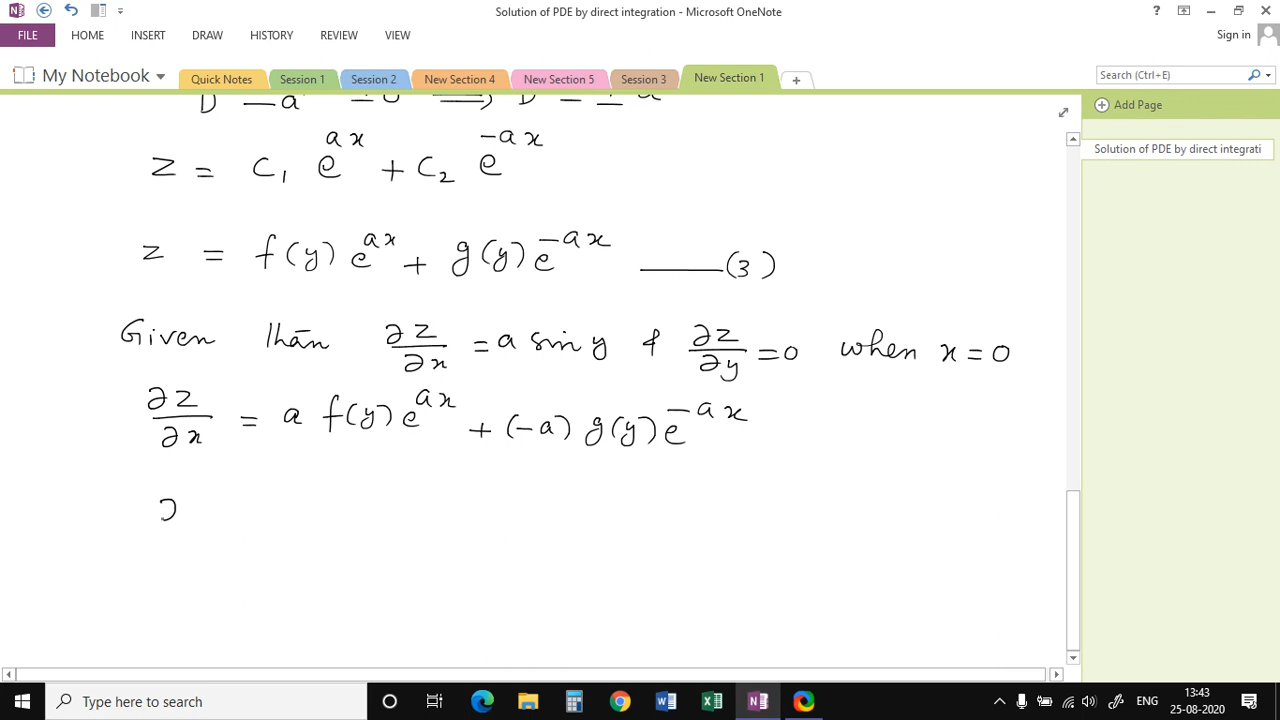 Solution of PDE by direct integration - Microsoft OneNote
FILE HOME INSERT DRAW HISTORY REVIEW VIEW Sign in
My Notebook Quick Notes Session 1 Session 2 New Section 4 New Section 5 Session 3 New Section 1 Search (Ctrl+E)
Add Page
Solution of PDE by direct integrati
z = C₁ e^{ax} + C₂ e^{-ax}
z = f(y) e^{ax} + g(y) e^{-ax} ——(3)
Given ∂z/∂x = a sin y & ∂z/∂y = 0 when x = 0
∂z/∂x = a f(y) e^{ax} + (-a) g(y) e^{-ax}
Type here to search
ENG 13:43
25-08-2020